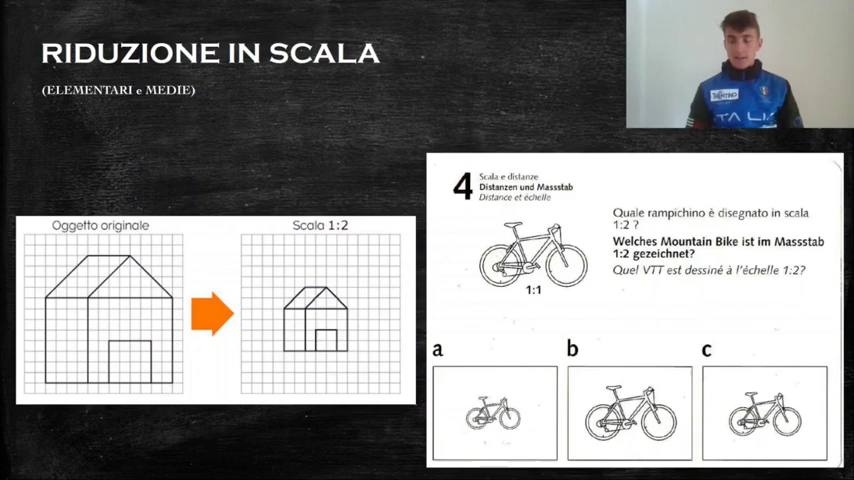 RIDUZIONE IN SCALA
(ELEMENTARI e MEDIE)
TRENTINO
ITALIA
Oggetto originale
Scala 1:2
4
Scala e distanze
Distanzen und Massstab
Distance et échelle
1:1
Quale rampichino è disegnato in scala
1:2 ?
Welches Mountain Bike ist im Massstab
1:2 gezeichnet?
Quel VTT est dessiné à l'échelle 1:2?
a
b
c